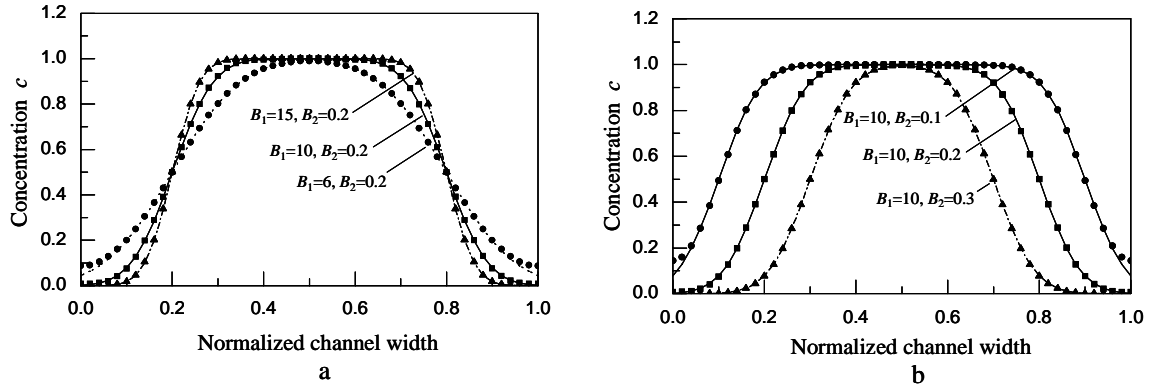 1.2
1.0
0.8
0.6
0.4
0.2
0.0
Concentration c
B1=15, B2=0.2
B1=10, B2=0.2
B1=6, B2=0.2
0.0 0.2 0.4 0.6 0.8 1.0
Normalized channel width
a
1.2
1.0
0.8
0.6
0.4
0.2
0.0
Concentration c
B1=10, B2=0.1
B1=10, B2=0.2
B1=10, B2=0.3
0.0 0.2 0.4 0.6 0.8 1.0
Normalized channel width
b